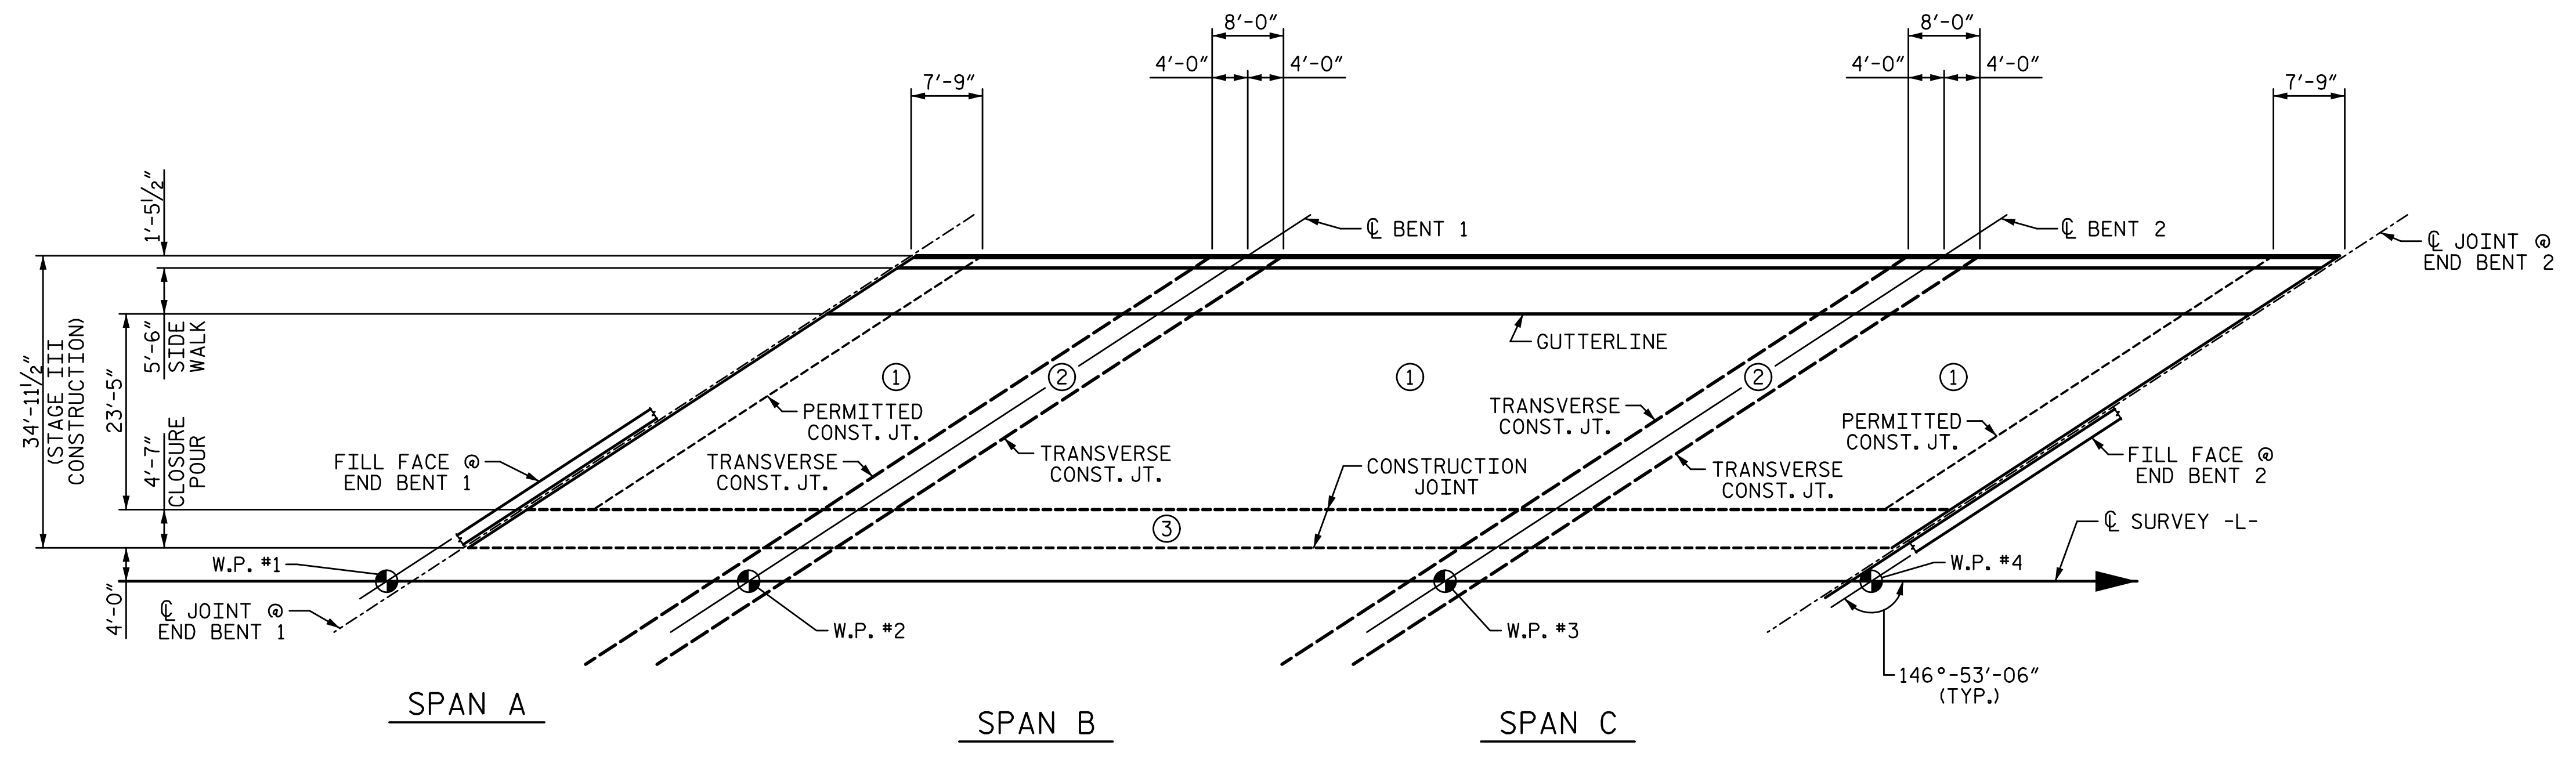 8'-0"
8'-0"
4'-0"
4'-0"
4'-0"
4'-0"
7'-9"
7'-9"
1'-5½"
℄ BENT 1
℄ BENT 2
℄ JOINT @
END BENT 2
34'-11½"
(STAGE III
CONSTRUCTION)
23'-5"
5'-6"
SIDE
WALK
4'-7"
CLOSURE
POUR
GUTTERLINE
1
2
1
2
1
PERMITTED
CONST. JT.
TRANSVERSE
CONST. JT.
PERMITTED
CONST. JT.
FILL FACE @
END BENT 1
TRANSVERSE
CONST. JT.
TRANSVERSE
CONST. JT.
CONSTRUCTION
JOINT
TRANSVERSE
CONST. JT.
FILL FACE @
END BENT 2
3
℄ SURVEY -L-
W.P. #1
W.P. #4
4'-0"
℄ JOINT @
END BENT 1
W.P. #2
W.P. #3
146°-53'-06"
(TYP.)
SPAN A
SPAN B
SPAN C